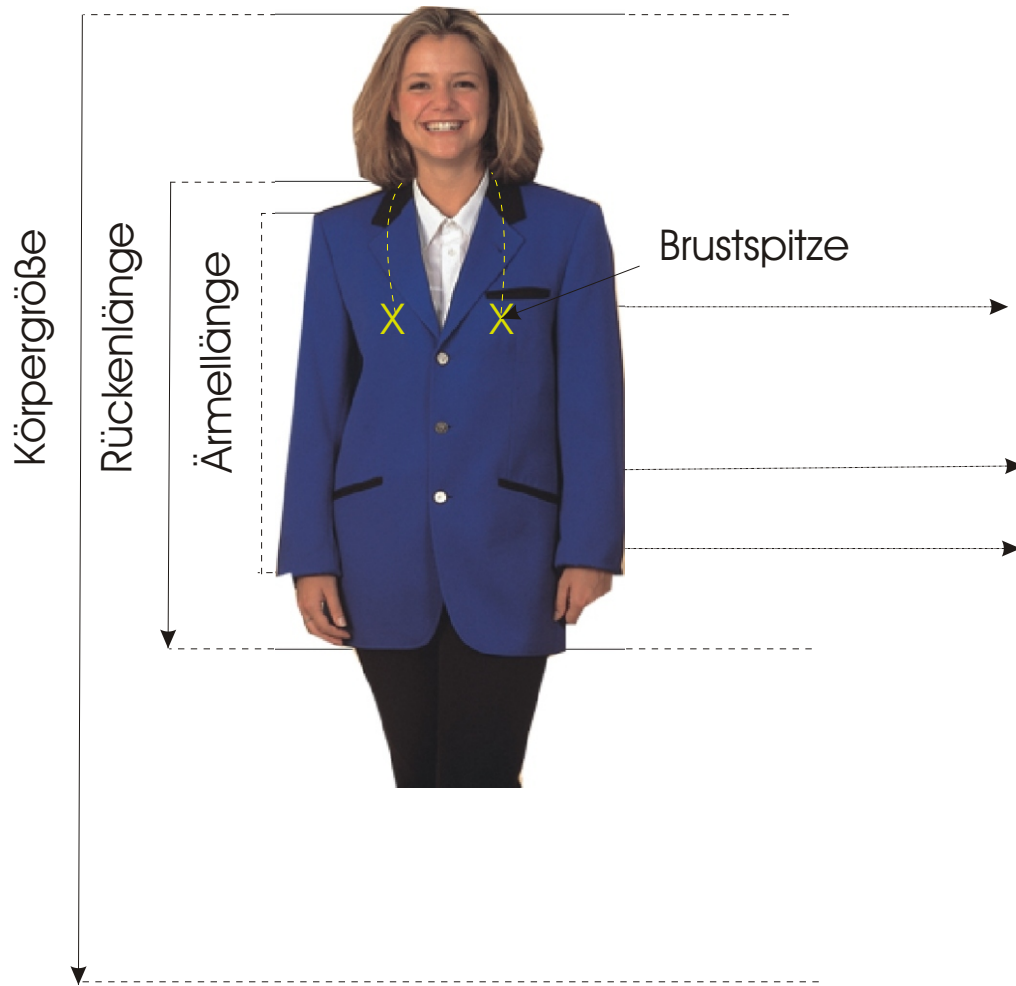 Körpergröße
Rückenlänge
Ärmellänge
Brustspitze
X
X